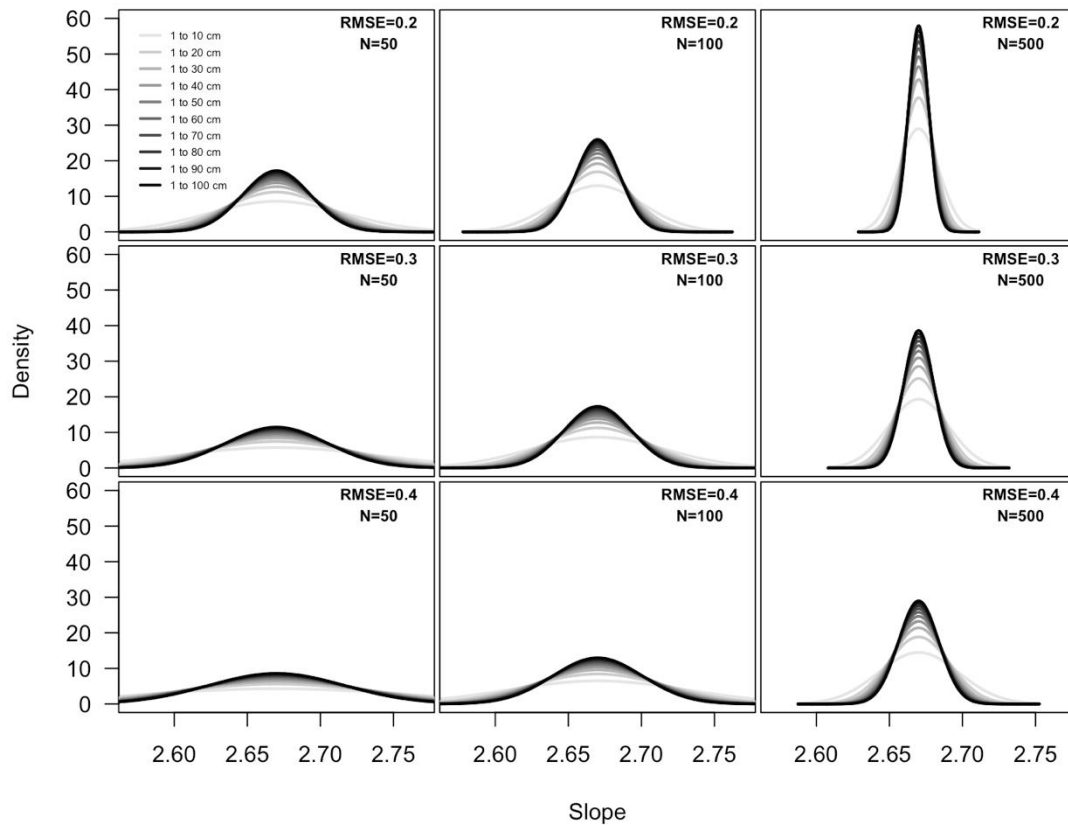 60
50
40
30
20
10
0
1 to 10 cm
1 to 20 cm
1 to 30 cm
1 to 40 cm
1 to 50 cm
1 to 60 cm
1 to 70 cm
1 to 80 cm
1 to 90 cm
1 to 100 cm
RMSE=0.2
N=50
RMSE=0.2
N=100
RMSE=0.2
N=500
60
50
40
30
20
10
0
RMSE=0.3
N=50
RMSE=0.3
N=100
RMSE=0.3
N=500
Density
60
50
40
30
20
10
0
RMSE=0.4
N=50
RMSE=0.4
N=100
RMSE=0.4
N=500
2.60 2.65 2.70 2.75 2.60 2.65 2.70 2.75 2.60 2.65 2.70 2.75
Slope